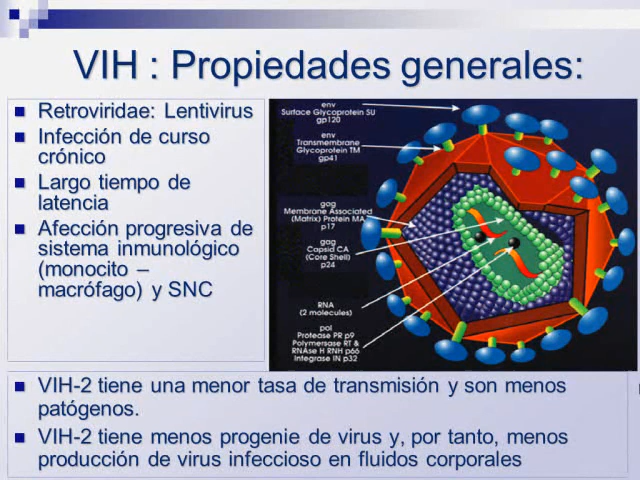 VIH : Propiedades generales:
Retroviridae: Lentivirus
Infección de curso
crónico
Largo tiempo de
latencia
Afección progresiva de
sistema inmunológico
(monocito –
macrófago) y SNC
env
Surface Glycoprotein SU
gp120
env
Transmembrane
Glycoprotein TM
gp41
gag
Membrane Associated
(Matrix) Protein MA
p17
gag
Capsid CA
(Core Shell)
p24
RNA
(2 molecules)
pol
Protease PR p9
Polymerase RT &
RNAse H RNH p66
Integrase IN p32
VIH-2 tiene una menor tasa de transmisión y son menos
patógenos.
VIH-2 tiene menos progenie de virus y, por tanto, menos
producción de virus infeccioso en fluidos corporales